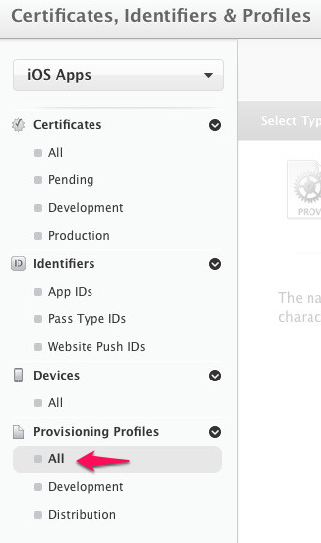 Certificates, Identifiers & Profiles
iOS Apps
Select Typ
Certificates
All
Pending
Development
Production
PROV
Identifiers
App IDs
The na
charac
Pass Type IDs
Website Push IDs
Devices
All
Provisioning Profiles
All
Development
Distribution